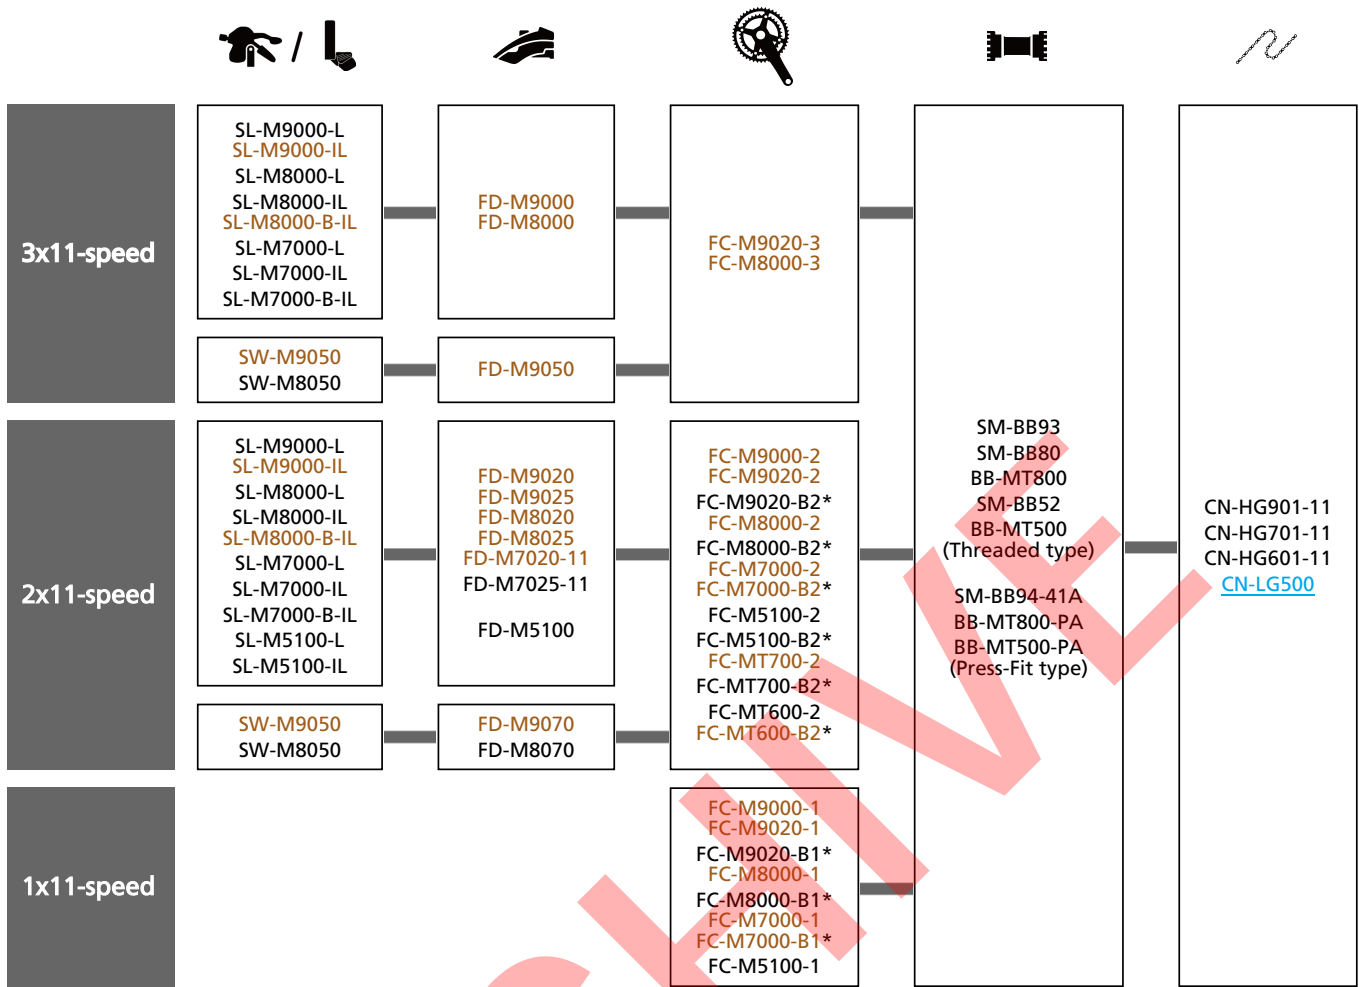 3x11-speed
SL-M9000-L
SL-M9000-IL
SL-M8000-L
SL-M8000-IL
SL-M8000-B-IL
SL-M7000-L
SL-M7000-IL
SL-M7000-B-IL
FD-M9000
FD-M8000
SW-M9050
SW-M8050
FD-M9050
FC-M9020-3
FC-M8000-3
2x11-speed
SL-M9000-L
SL-M9000-IL
SL-M8000-L
SL-M8000-IL
SL-M8000-B-IL
SL-M7000-L
SL-M7000-IL
SL-M7000-B-IL
SL-M5100-L
SL-M5100-IL
FD-M9020
FD-M9025
FD-M8020
FD-M8025
FD-M7020-11
FD-M7025-11
FD-M5100
SW-M9050
SW-M8050
FD-M9070
FD-M8070
FC-M9000-2
FC-M9020-2
FC-M9020-B2*
FC-M8000-2
FC-M8000-B2*
FC-M7000-2
FC-M7000-B2*
FC-M5100-2
FC-M5100-B2*
FC-MT700-2
FC-MT700-B2*
FC-MT600-2
FC-MT600-B2*
1x11-speed
FC-M9000-1
FC-M9020-1
FC-M9020-B1*
FC-M8000-1
FC-M8000-B1*
FC-M7000-1
FC-M7000-B1*
FC-M5100-1
SM-BB93
SM-BB80
BB-MT800
SM-BB52
BB-MT500
(Threaded type)
SM-BB94-41A
BB-MT800-PA
BB-MT500-PA
(Press-Fit type)
CN-HG901-11
CN-HG701-11
CN-HG601-11
CN-LG500
CHIVE